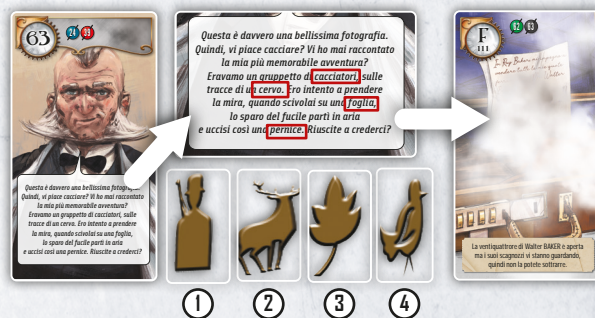 63
24 39
Questa è davvero una bellissima fotografia.
Quindi, vi piace cacciare? Vi ho mai raccontato
la mia più memorabile avventura?
Eravamo un gruppetto di cacciatori, sulle
tracce di un cervo. Ero intento a prendere
la mira, quando scivolai su una foglia,
lo sparo del fucile partì in aria
e uccisi così una pernice. Riuscite a crederci?
Questa è davvero una bellissima fotografia.
Quindi, vi piace cacciare? Vi ho mai raccontato
la mia più memorabile avventura?
Eravamo un gruppetto di cacciatori, sulle
tracce di un cervo. Ero intento a prendere
la mira, quando scivolai su una foglia,
lo sparo del fucile partì in aria
e uccisi così una pernice. Riuscite a crederci?
1
2
3
4
F
III
62 63
La ventiquattrore di Walter BAKER è aperta
ma i suoi scagnozzi vi stanno guardando,
quindi non la potete sottrarre.